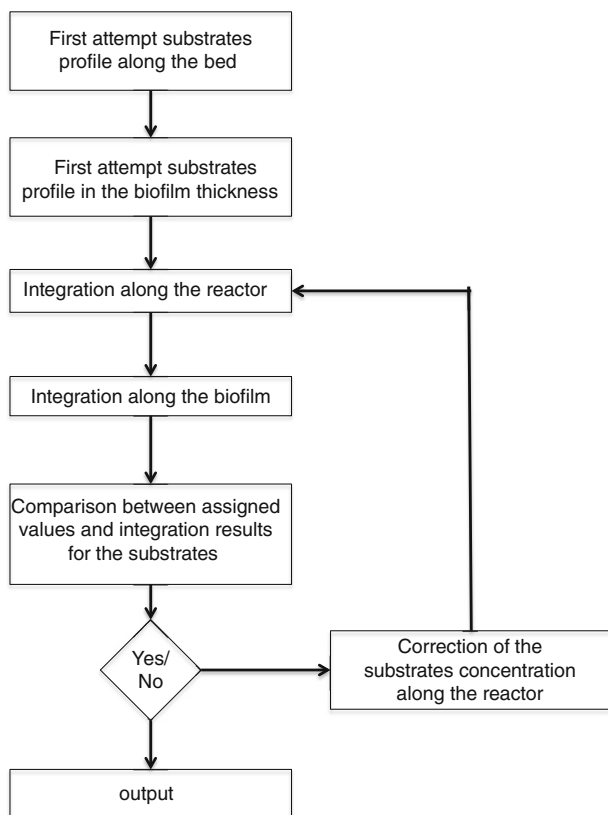 First attempt substrates
profile along the bed
First attempt substrates
profile in the biofilm thickness
Integration along the reactor
Integration along the biofilm
Comparison between assigned
values and integration results
for the substrates
Yes/
No
Correction of the
substrates concentration
along the reactor
output